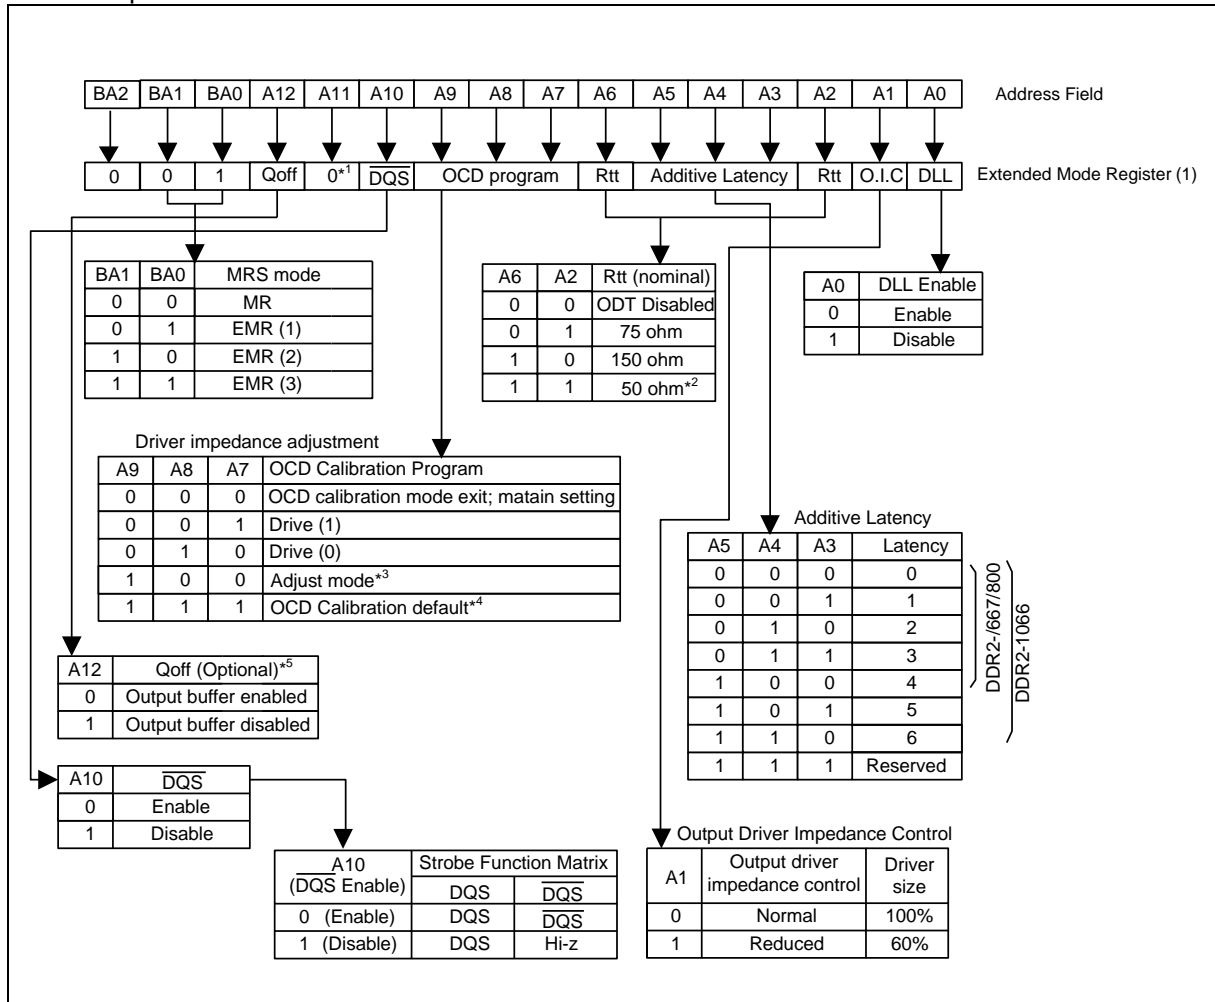 BA2 BA1 BA0 A12 A11 A10 A9 A8 A7 A6 A5 A4 A3 A2 A1 A0 Address Field
0 0 1 Qoff 0*1 DQS OCD program Rtt Additive Latency Rtt O.I.C DLL Extended Mode Register (1)
BA1 BA0 MRS mode
0 0 MR
0 1 EMR (1)
1 0 EMR (2)
1 1 EMR (3)
A6 A2 Rtt (nominal)
0 0 ODT Disabled
0 1 75 ohm
1 0 150 ohm
1 1 50 ohm*2
A0 DLL Enable
0 Enable
1 Disable
Driver impedance adjustment
A9 A8 A7 OCD Calibration Program
0 0 0 OCD calibration mode exit; matain setting
0 0 1 Drive (1)
0 1 0 Drive (0)
1 0 0 Adjust mode*3
1 1 1 OCD Calibration default*4
Additive Latency
A5 A4 A3 Latency
0 0 0 0
0 0 1 1
0 1 0 2
0 1 1 3
1 0 0 4
1 0 1 5
1 1 0 6
1 1 1 Reserved
DDR2-/667/800
DDR2-1066
A12 Qoff (Optional)*5
0 Output buffer enabled
1 Output buffer disabled
A10 DQS
0 Enable
1 Disable
A10 (DQS Enable) Strobe Function Matrix
DQS DQS
0 (Enable) DQS DQS
1 (Disable) DQS Hi-z
Output Driver Impedance Control
A1 Output driver impedance control Driver size
0 Normal 100%
1 Reduced 60%